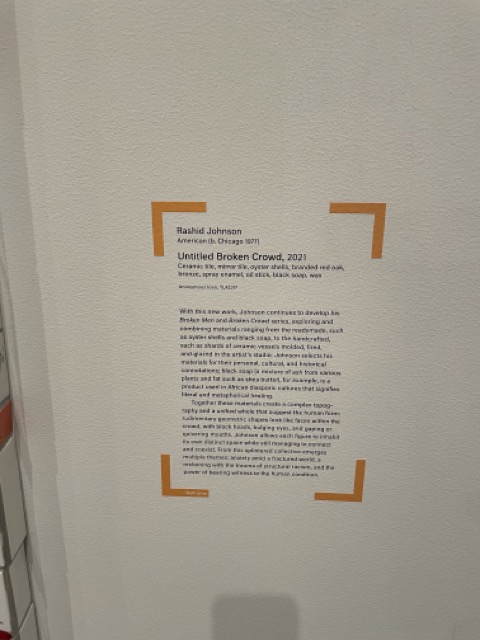 Rashid Johnson
American (b. Chicago 1977)
Untitled Broken Crowd, 2021
Ceramic tile, mirror tile, oyster shells, branded red oak,
bronze, spray enamel, oil stick, black soap, wax
Anonymous loan,
With this new work, Johnson continues to develop his
Broken Men and Broken Crowd series, exploring and
combining materials ranging from the readymade, such
as oyster shells and black soap, to the handcrafted,
such as shards of ceramic vessels molded, fired,
and glazed in the artist's studio. Johnson selects his
materials for their personal, cultural, and historical
connotations; black soap (a mixture of ash from various
plants and fat such as shea butter), for example, is a
product used in African diasporic cultures that signifies
literal and metaphorical healing.
Together these materials create a complex topog-
raphy and a unified whole that suggest the human form:
rudimentary geometric shapes look like faces within the
crowd, with black heads, bulging eyes, and gaping or
quivering mouths. Johnson allows each figure to inhabit
its own distinct space while still managing to connect
and coexist. From this splintered collective emerges
multiple themes: anxiety amid a fractured world, a
reckoning with the trauma of structural racism, and the
power of bearing witness to the human condition.